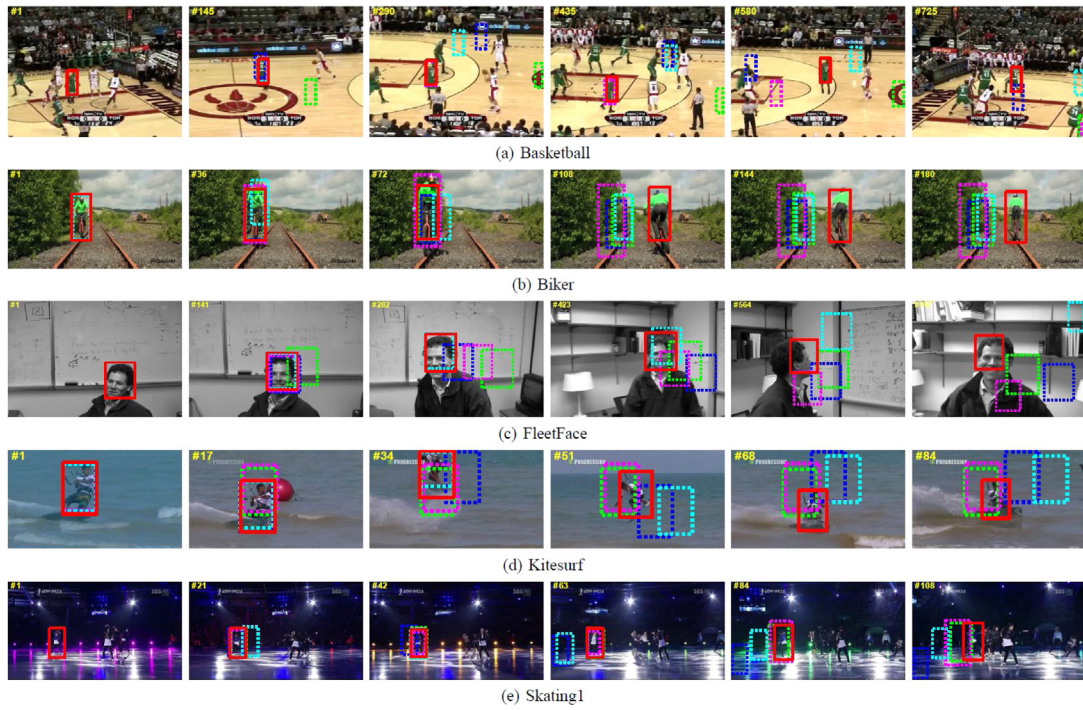 #1 #145 #290 #435 #580 #725
(a) Basketball
#1 #36 #72 #108 #144 #180
(b) Biker
#1 #141 #282 #423 #564
(c) FleetFace
#1 #17 #34 #51 #68 #84
(d) Kitesurf
#1 #21 #42 #63 #84 #108
(e) Skating1